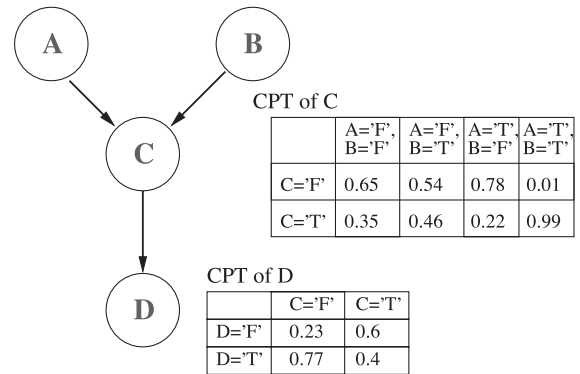 A
B
CPT of C
A='F', A='F', A='T', A='T',
B='F' B='T' B='F' B='T'
C
C='F' 0.65 0.54 0.78 0.01
C='T' 0.35 0.46 0.22 0.99
CPT of D
D
C='F' C='T'
D='F' 0.23 0.6
D='T' 0.77 0.4